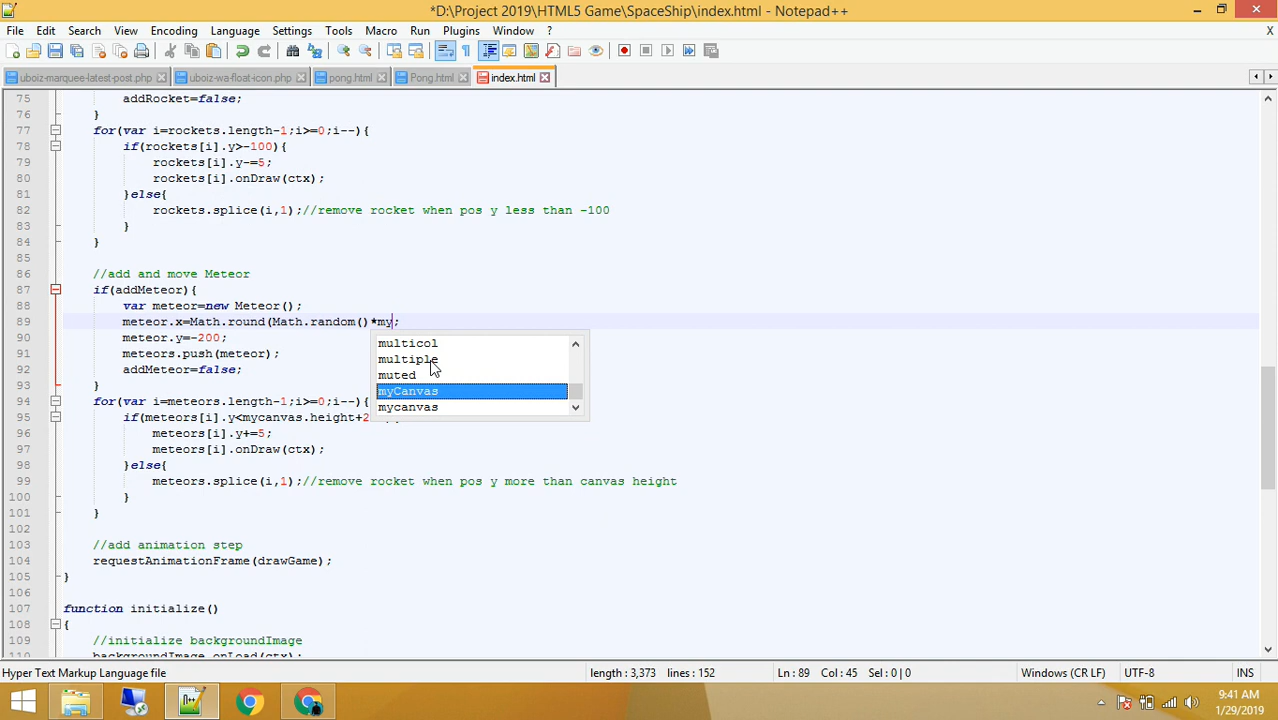 *D:\Project 2019\HTML5 Game\SpaceShip\index.html - Notepad++
File Edit Search View Encoding Language Settings Tools Macro Run Plugins Window ? X
uboiz-marquee-latest-post.php uboiz-wa-float-icon.php pong.html Pong.html index.html
75 addRocket=false;
76 }
77 for(var i=rockets.length-1;i>=0;i--){
78 if(rockets[i].y>-100){
79 rockets[i].y-=5;
80 rockets[i].onDraw(ctx);
81 }else{
82 rockets.splice(i,1);//remove rocket when pos y less than -100
83 }
84 }
85
86 //add and move Meteor
87 if(addMeteor){
88 var meteor=new Meteor();
89 meteor.x=Math.round(Math.random()*my;
90 meteor.y=-200;
91 meteors.push(meteor);
92 addMeteor=false;
93 }
94 for(var i=meteors.length-1;i>=0;i--){
95 if(meteors[i].y<mycanvas.height+2
96 meteors[i].y+=5;
97 meteors[i].onDraw(ctx);
98 }else{
99 meteors.splice(i,1);//remove rocket when pos y more than canvas height
100 }
101 }
102
103 //add animation step
104 requestAnimationFrame(drawGame);
105 }
106
107 function initialize()
108 {
109 //initialize backgroundImage
110 backgroundImage.onLoad(ctx);
multicol
multiple
muted
myCanvas
mycanvas
Hyper Text Markup Language file length : 3,373 lines : 152 Ln : 89 Col : 45 Sel : 0 | 0 Windows (CR LF) UTF-8 INS
9:41 AM
1/29/2019